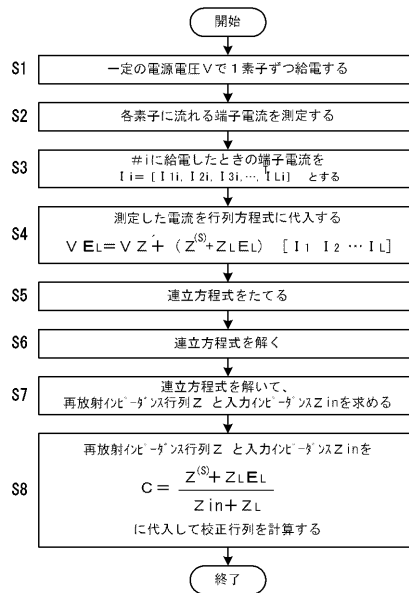 開始
S1
一定の電源電圧Vで1素子ずつ給電する
S2
各素子に流れる端子電流を測定する
S3
#iに給電したときの端子電流を
Ii=[I1i, I2i, I3i,…, ILi] とする
S4
測定した電流を行列方程式に代入する
V EL=V Z'+ (Z(S)+ZLEL) [I1 I2 … IL]
S5
連立方程式をたてる
S6
連立方程式を解く
S7
連立方程式を解いて、
再放射インピーダンス行列Z と入力インピーダンスZinを求める
再放射インピーダンス行列Z と入力インピーダンスZinを
S8
C= Z(S)+ZLEL
Zin+ZL
に代入して校正行列を計算する
終了